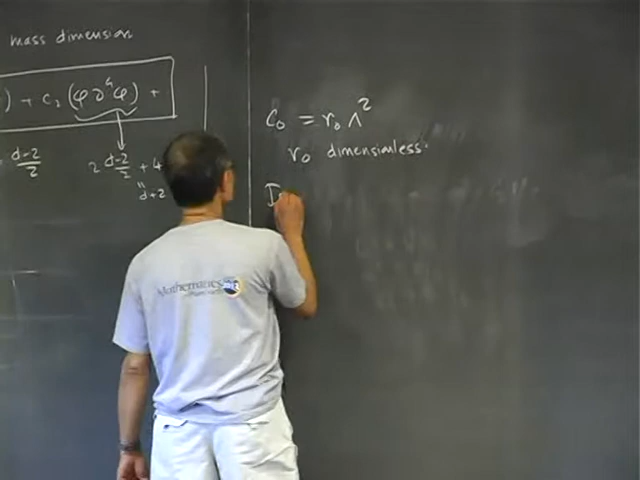 mass dimension
) + c₂ (φ∂⁴φ) +
d-2/2
2 d-2/2 + 4
" d+2
c₀ = r₀ Λ²
r₀ dimensionless.
I
Mathematics